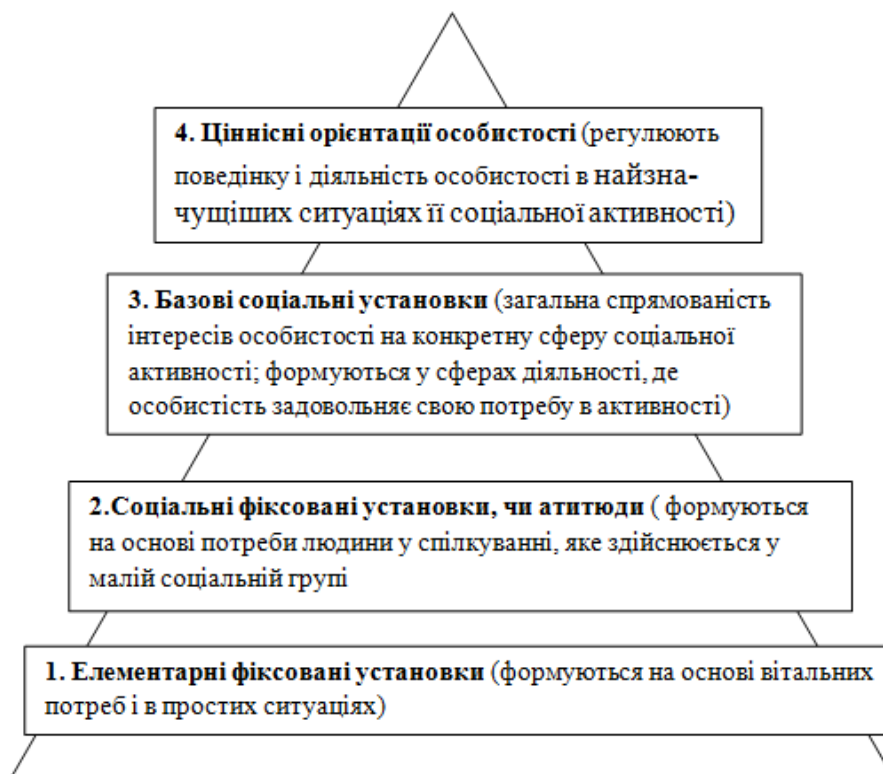 4. Ціннісні орієнтації особистості (регулюють
поведінку і діяльність особистості в найзна-
чущіших ситуаціях її соціальної активності)
3. Базові соціальні установки (загальна спрямованість
інтересів особистості на конкретну сферу соціальної
активності; формуються у сферах діяльності, де
особистість задовольняє свою потребу в активності)
2.Соціальні фіксовані установки, чи атитюди ( формуються
на основі потреби людини у спілкуванні, яке здійснюється у
малій соціальній групі
1. Елементарні фіксовані установки (формуються на основі вітальних
потреб і в простих ситуаціях)